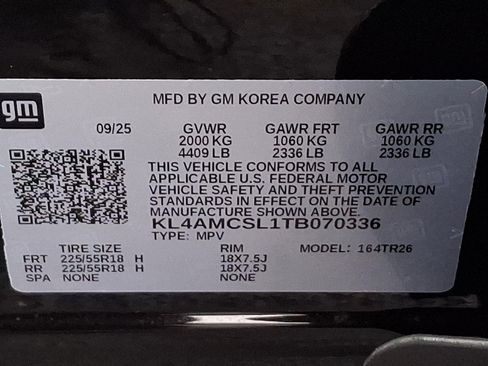 gm
MFD BY GM KOREA COMPANY
09/25 GVWR GAWR FRT GAWR RR
2000 KG 1060 KG 1060 KG
4409 LB 2336 LB 2336 LB
THIS VEHICLE CONFORMS TO ALL
APPLICABLE U.S. FEDERAL MOTOR
VEHICLE SAFETY AND THEFT PREVENTION
STANDARDS IN EFFECT ON THE DATE OF
MANUFACTURE SHOWN ABOVE.
KL4AMCSL1TB070336
TYPE: MPV
TIRE SIZE RIM MODEL: 164TR26
FRT 225/55R18 H 18X7.5J
RR 225/55R18 H 18X7.5J
SPA NONE NONE